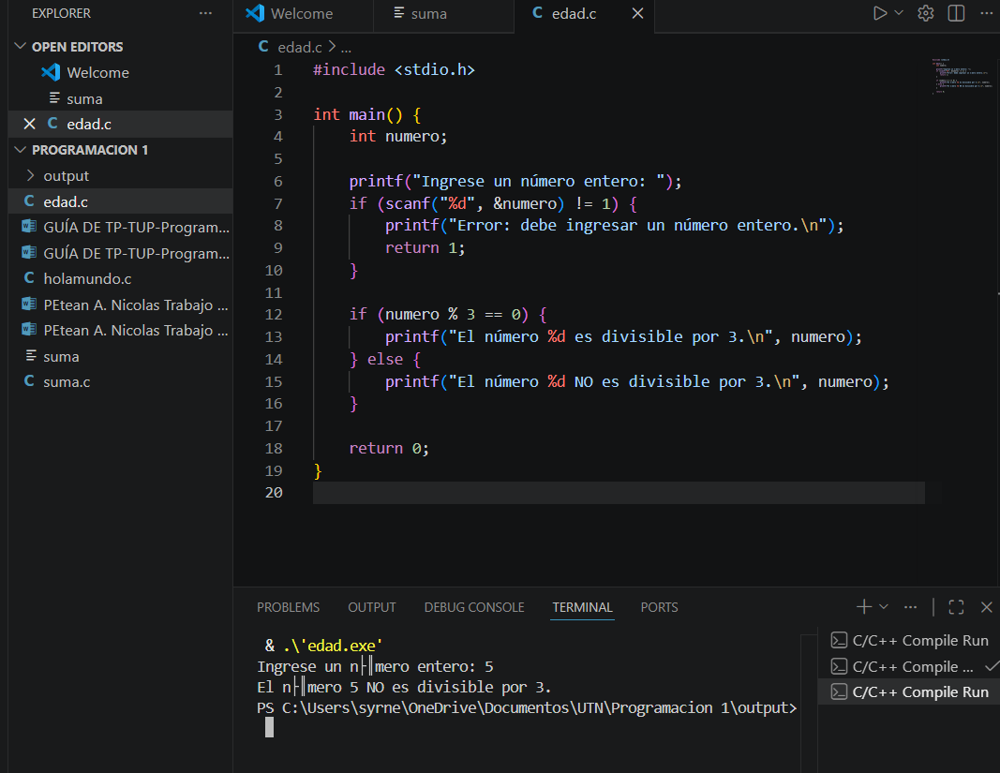 EXPLORER
OPEN EDITORS
Welcome
suma
edad.c
PROGRAMACION 1
output
edad.c
GUÍA DE TP-TUP-Program...
GUÍA DE TP-TUP-Program...
holamundo.c
PEtean A. Nicolas Trabajo ...
PEtean A. Nicolas Trabajo ...
suma
suma.c
Welcome
suma
edad.c
edad.c > ...
1 #include <stdio.h>
2
3 int main() {
4     int numero;
5
6     printf("Ingrese un número entero: ");
7     if (scanf("%d", &numero) != 1) {
8         printf("Error: debe ingresar un número entero.\n");
9         return 1;
10     }
11
12     if (numero % 3 == 0) {
13         printf("El número %d es divisible por 3.\n", numero);
14     } else {
15         printf("El número %d NO es divisible por 3.\n", numero);
16     }
17
18     return 0;
19 }
20
PROBLEMS OUTPUT DEBUG CONSOLE TERMINAL PORTS
& .\'edad.exe'
Ingrese un n├║mero entero: 5
El n├║mero 5 NO es divisible por 3.
PS C:\Users\syrne\OneDrive\Documentos\UTN\Programacion 1\output>
C/C++ Compile Run
C/C++ Compile ...
C/C++ Compile Run